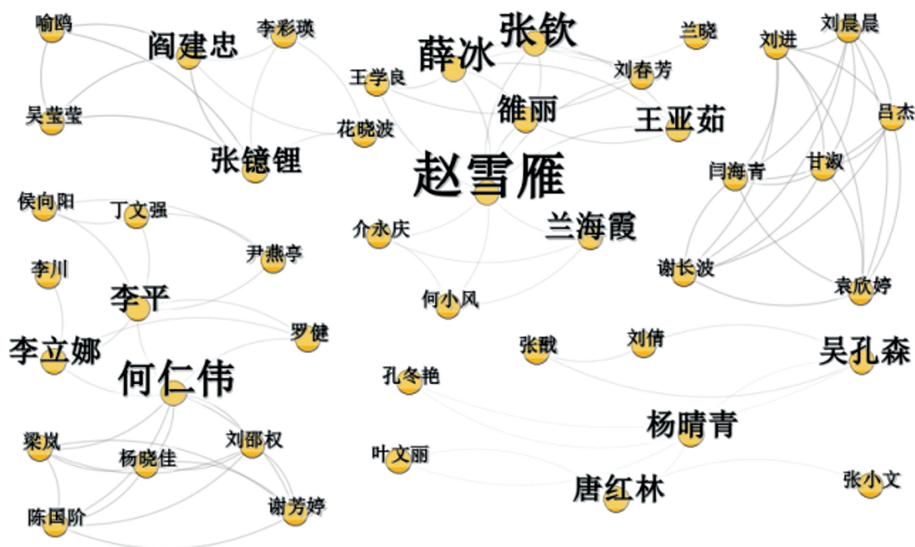 喻鸥
阎建忠
李彩瑛
吴莹莹
张镱锂
花晓波
王学良
薛冰
张钦
兰晓
刘春芳
雒丽
王亚茹
赵雪雁
介永庆
兰海霞
何小风
刘进
刘晨晨
吕杰
闫海青
甘淑
谢长波
袁欣婷
侯向阳
丁文强
尹燕亭
李川
李平
罗健
李立娜
何仁伟
梁岚
杨晓佳
刘邵权
陈国阶
谢芳婷
张戬
刘倩
吴孔森
孔冬艳
杨晴青
叶文丽
唐红林
张小文